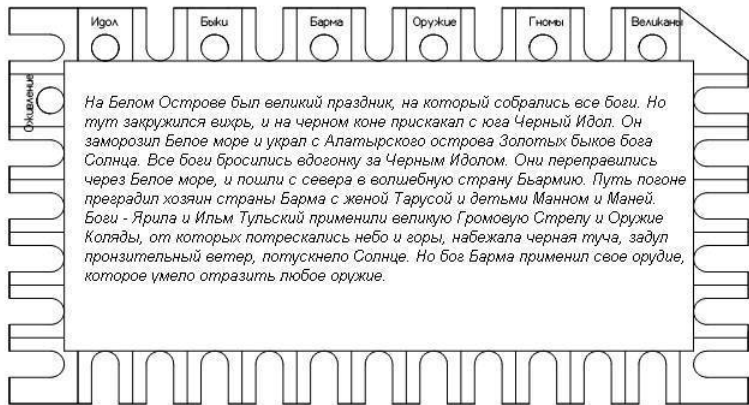 Идол Быки Барма Оружие Гномы Великаны
Оживление
На Белом Острове был великий праздник, на который собрались все боги. Но
тут закружился вихрь, и на черном коне прискакал с юга Черный Идол. Он
заморозил Белое море и украл с Алатырского острова Золотых быков бога
Солнца. Все боги бросились вдогонку за Черным Идолом. Они переправились
через Белое море, и пошли с севера в волшебную страну Бьармию. Путь погоне
преградил хозяин страны Барма с женой Тарусой и детьми Манном и Маней.
Боги - Ярила и Ильм Тульский применили великую Громовую Стрелу и Оружие
Коляды, от которых потрескались небо и горы, набежала черная туча, задул
пронзительный ветер, потускнело Солнце. Но бог Барма применил свое орудие,
которое умело отразить любое оружие.